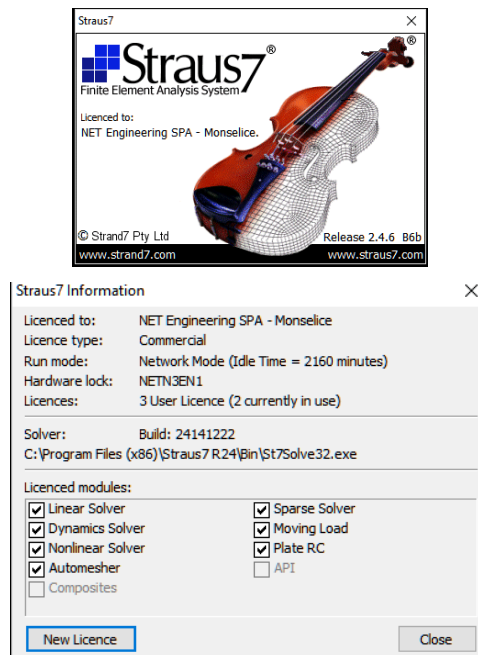 Straus7
Straus7®
®
Finite Element Analysis System
Licenced to:
NET Engineering SPA - Monselice.
© Strand7 Pty Ltd
Release 2.4.6 B6b
www.strand7.com
www.straus7.com
Straus7 Information
Licenced to: NET Engineering SPA - Monselice
Licence type: Commercial
Run mode: Network Mode (Idle Time = 2160 minutes)
Hardware lock: NETN3EN1
Licences: 3 User Licence (2 currently in use)
Solver: Build: 24141222
C:\Program Files (x86)\Straus7 R24\Bin\St7Solve32.exe
Licenced modules:
Linear Solver
Sparse Solver
Dynamics Solver
Moving Load
Nonlinear Solver
Plate RC
Automesher
API
Composites
New Licence
Close